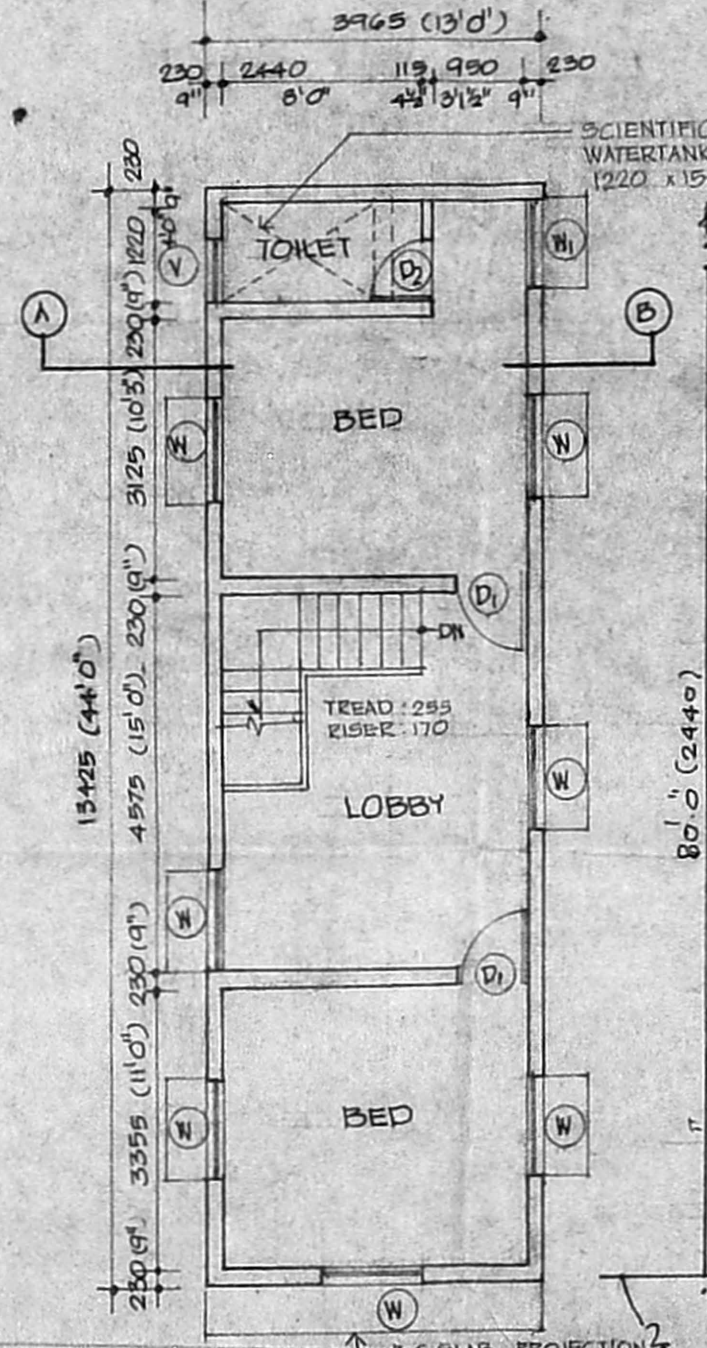 3965 (13'0")
230 2440 115 950 230
9" 8'0" 4½" 3'1½" 9"
SCIENTIFIC
WATERTANK
1220 x 15
230
TOILET
1220
V
D2
W1
A
B
230 (9")
BED
3125 (10'3)
W
W
230 (9")
D1
DN
TREAD : 255
RISER : 170
13425 (44'0")
4575 (15'0")
LOBBY
W
80'.0" (2440)
W
230 (9")
D1
3355 (11'0")
BED
W
W
230 (9")
W
2
PROJECTION